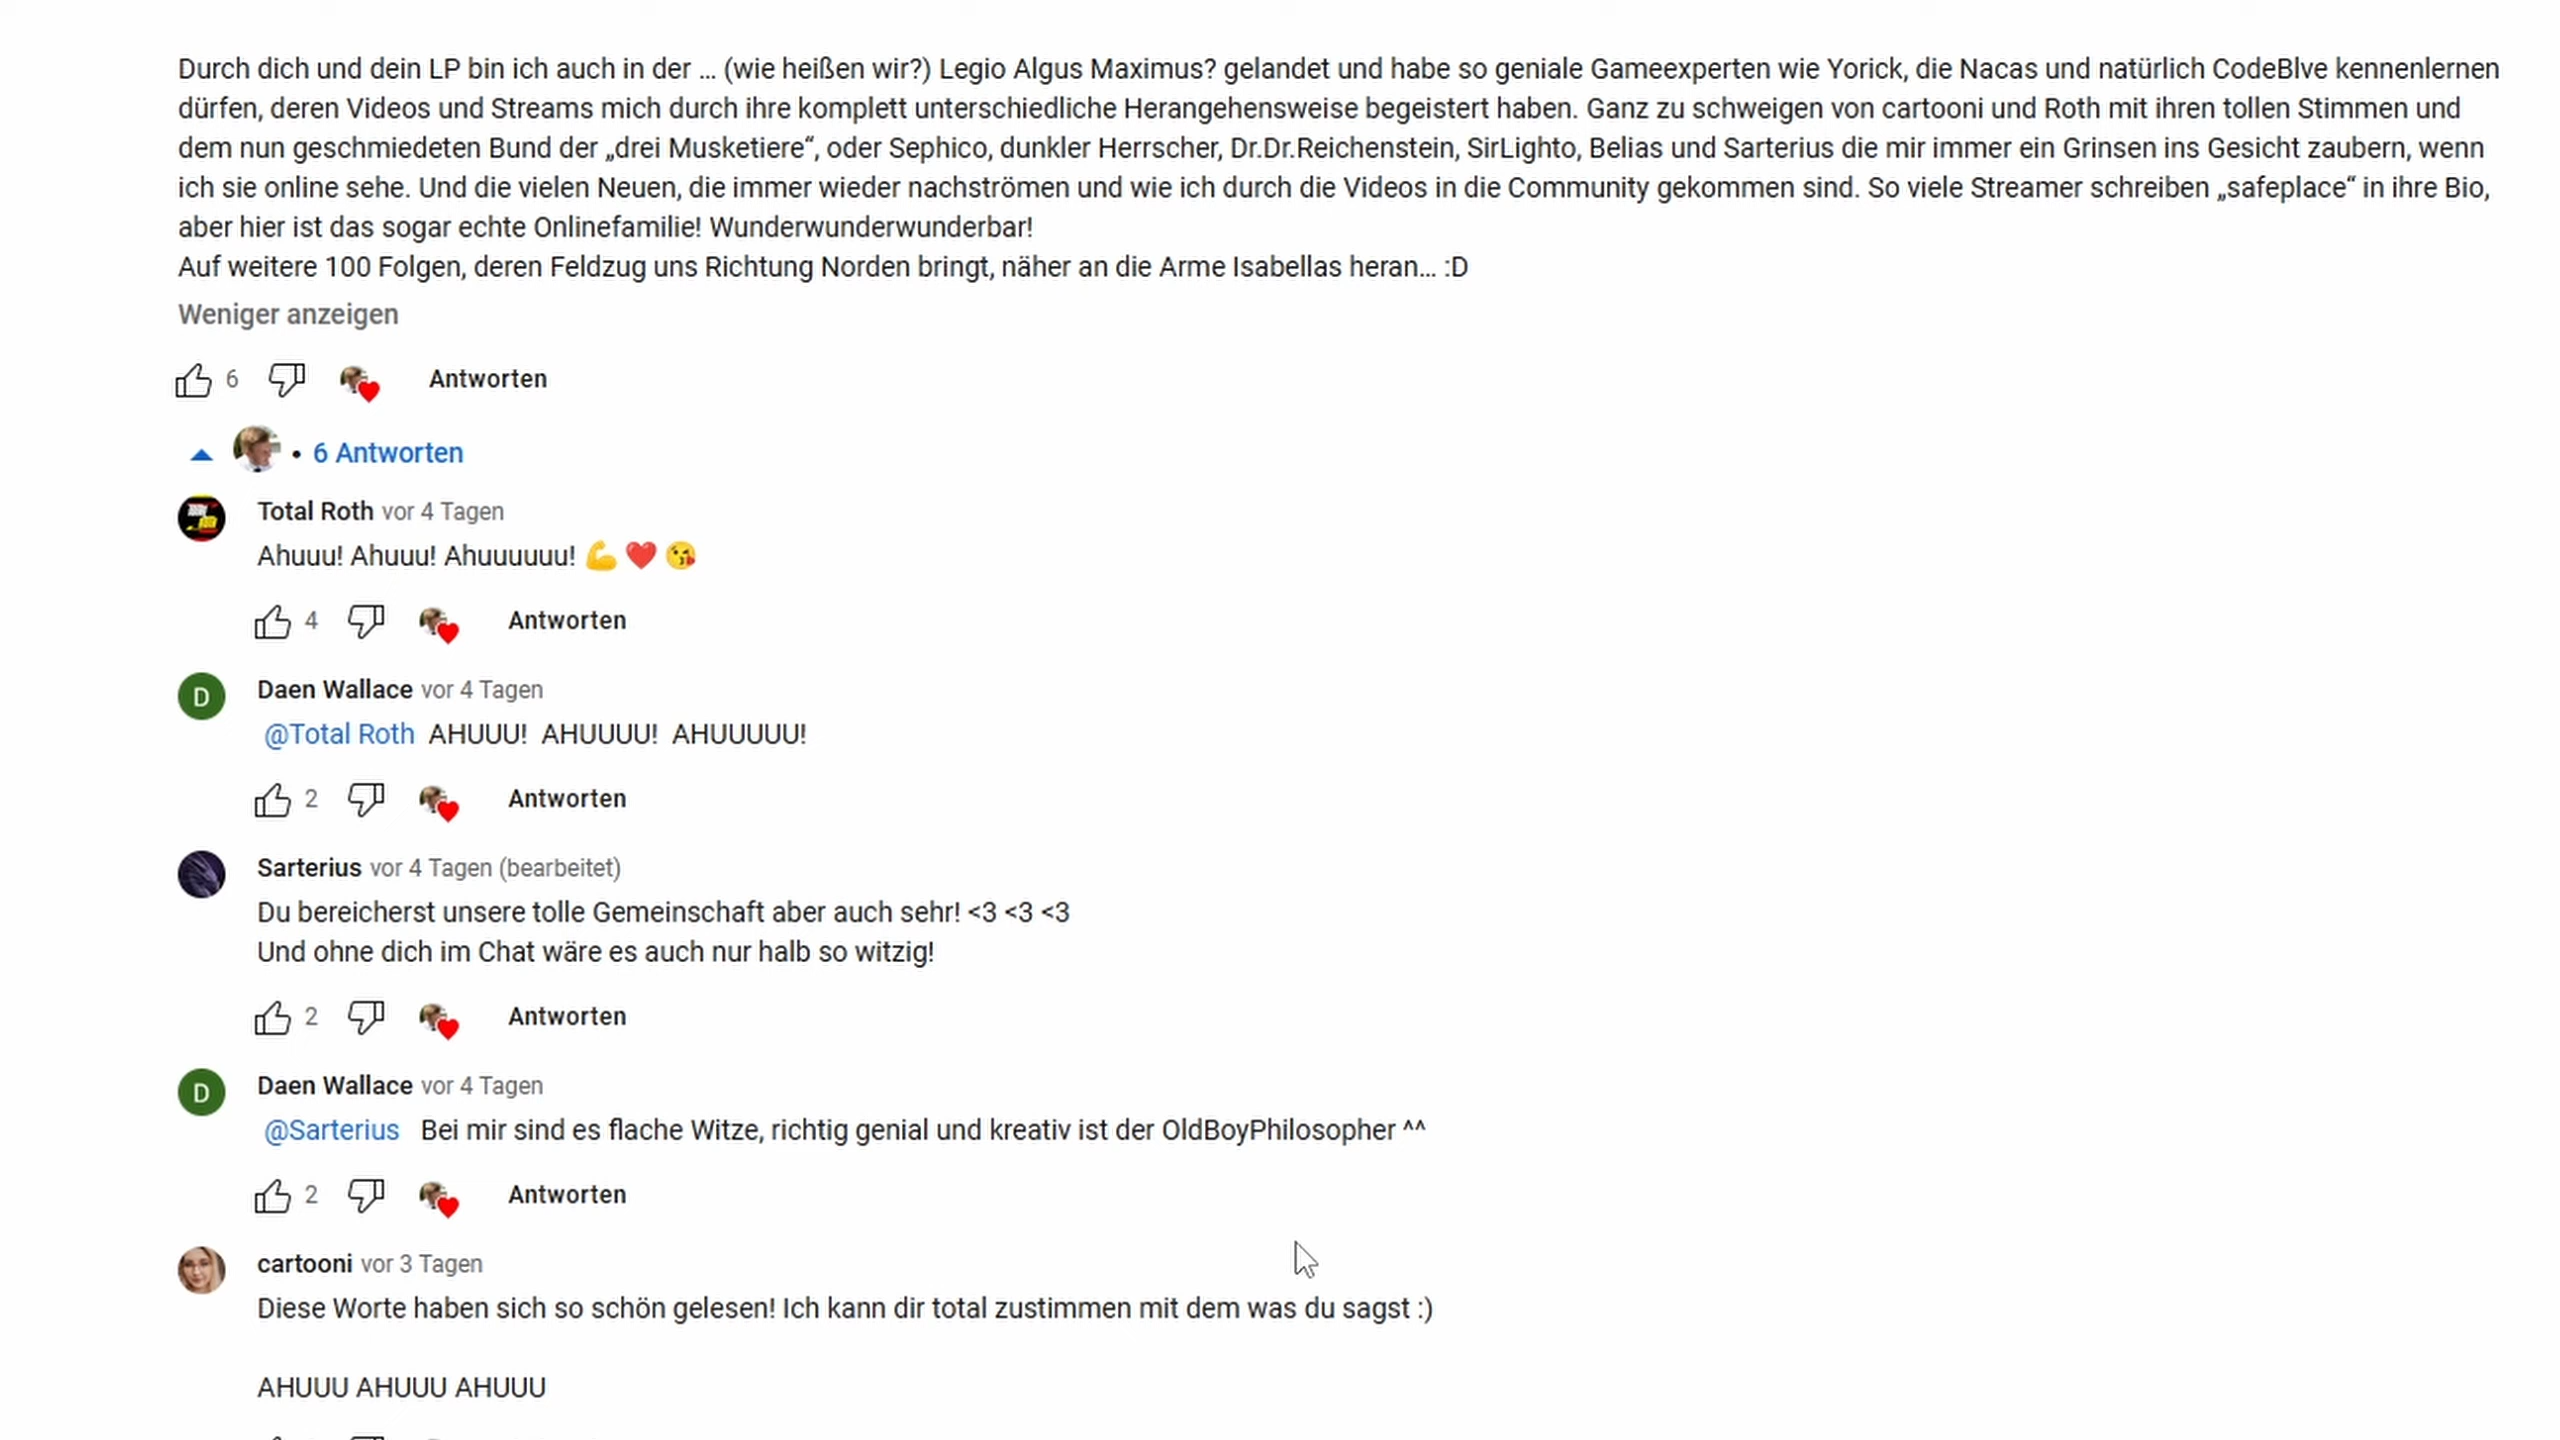 Durch dich und dein LP bin ich auch in der ... (wie heißen wir?) Legio Algus Maximus? gelandet und habe so geniale Gameexperten wie Yorick, die Nacas und natürlich CodeBlve kennenlernen
dürfen, deren Videos und Streams mich durch ihre komplett unterschiedliche Herangehensweise begeistert haben. Ganz zu schweigen von cartooni und Roth mit ihren tollen Stimmen und
dem nun geschmiedeten Bund der „drei Musketiere“, oder Sephico, dunkler Herrscher, Dr.Dr.Reichenstein, SirLighto, Belias und Sarterius die mir immer ein Grinsen ins Gesicht zaubern, wenn
ich sie online sehe. Und die vielen Neuen, die immer wieder nachströmen und wie ich durch die Videos in die Community gekommen sind. So viele Streamer schreiben „safeplace“ in ihre Bio,
aber hier ist das sogar echte Onlinefamilie! Wunderwunderwunderbar!
Auf weitere 100 Folgen, deren Feldzug uns Richtung Norden bringt, näher an die Arme Isabellas heran... :D
Weniger anzeigen
6 Antworten
• 6 Antworten
Total Roth vor 4 Tagen
Ahuuu! Ahuuu! Ahuuuuuu! 💪❤️😘
4 Antworten
D
Daen Wallace vor 4 Tagen
@Total Roth AHUUU! AHUUUU! AHUUUUU!
2 Antworten
Sarterius vor 4 Tagen (bearbeitet)
Du bereicherst unsere tolle Gemeinschaft aber auch sehr! <3 <3 <3
Und ohne dich im Chat wäre es auch nur halb so witzig!
2 Antworten
D
Daen Wallace vor 4 Tagen
@Sarterius Bei mir sind es flache Witze, richtig genial und kreativ ist der OldBoyPhilosopher ^^
2 Antworten
cartooni vor 3 Tagen
Diese Worte haben sich so schön gelesen! Ich kann dir total zustimmen mit dem was du sagst :)
AHUUU AHUUU AHUUU